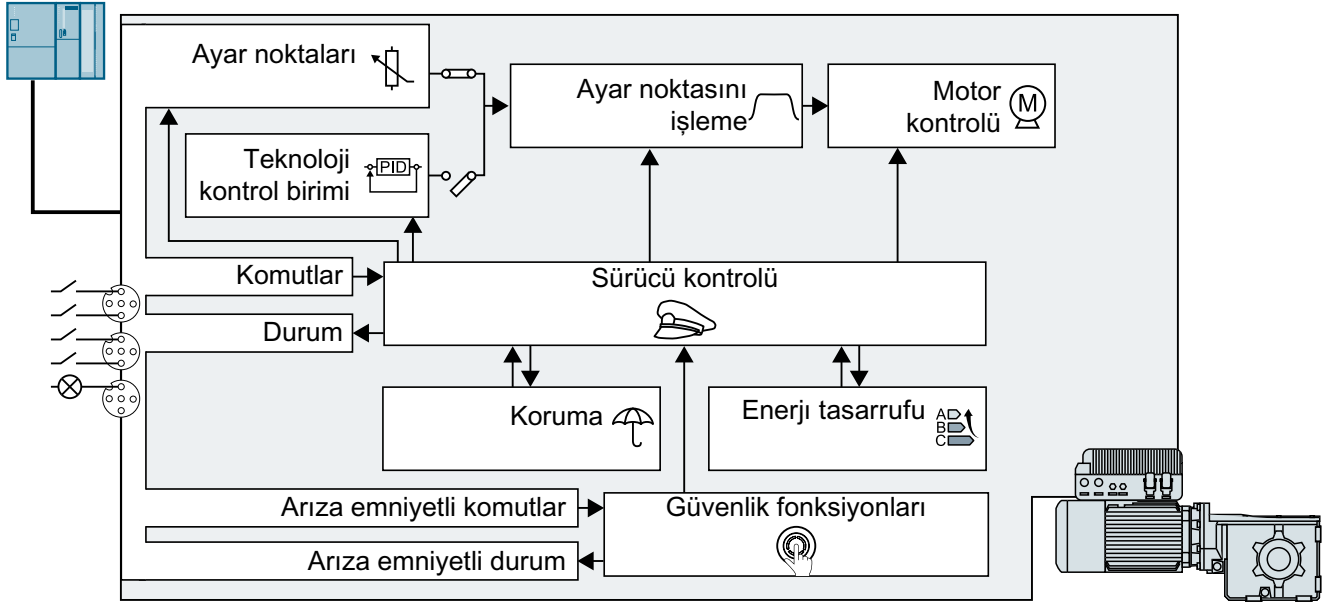 Ayar noktaları
Ayar noktasını
işleme
Motor
kontrolü
M
Teknoloji
kontrol birimi
PID
Komutlar
Sürücü kontrolü
Durum
Koruma
Enerjı tasarrufu
A
B
C
Arıza emniyetli komutlar
Güvenlik fonksiyonları
Arıza emniyetli durum